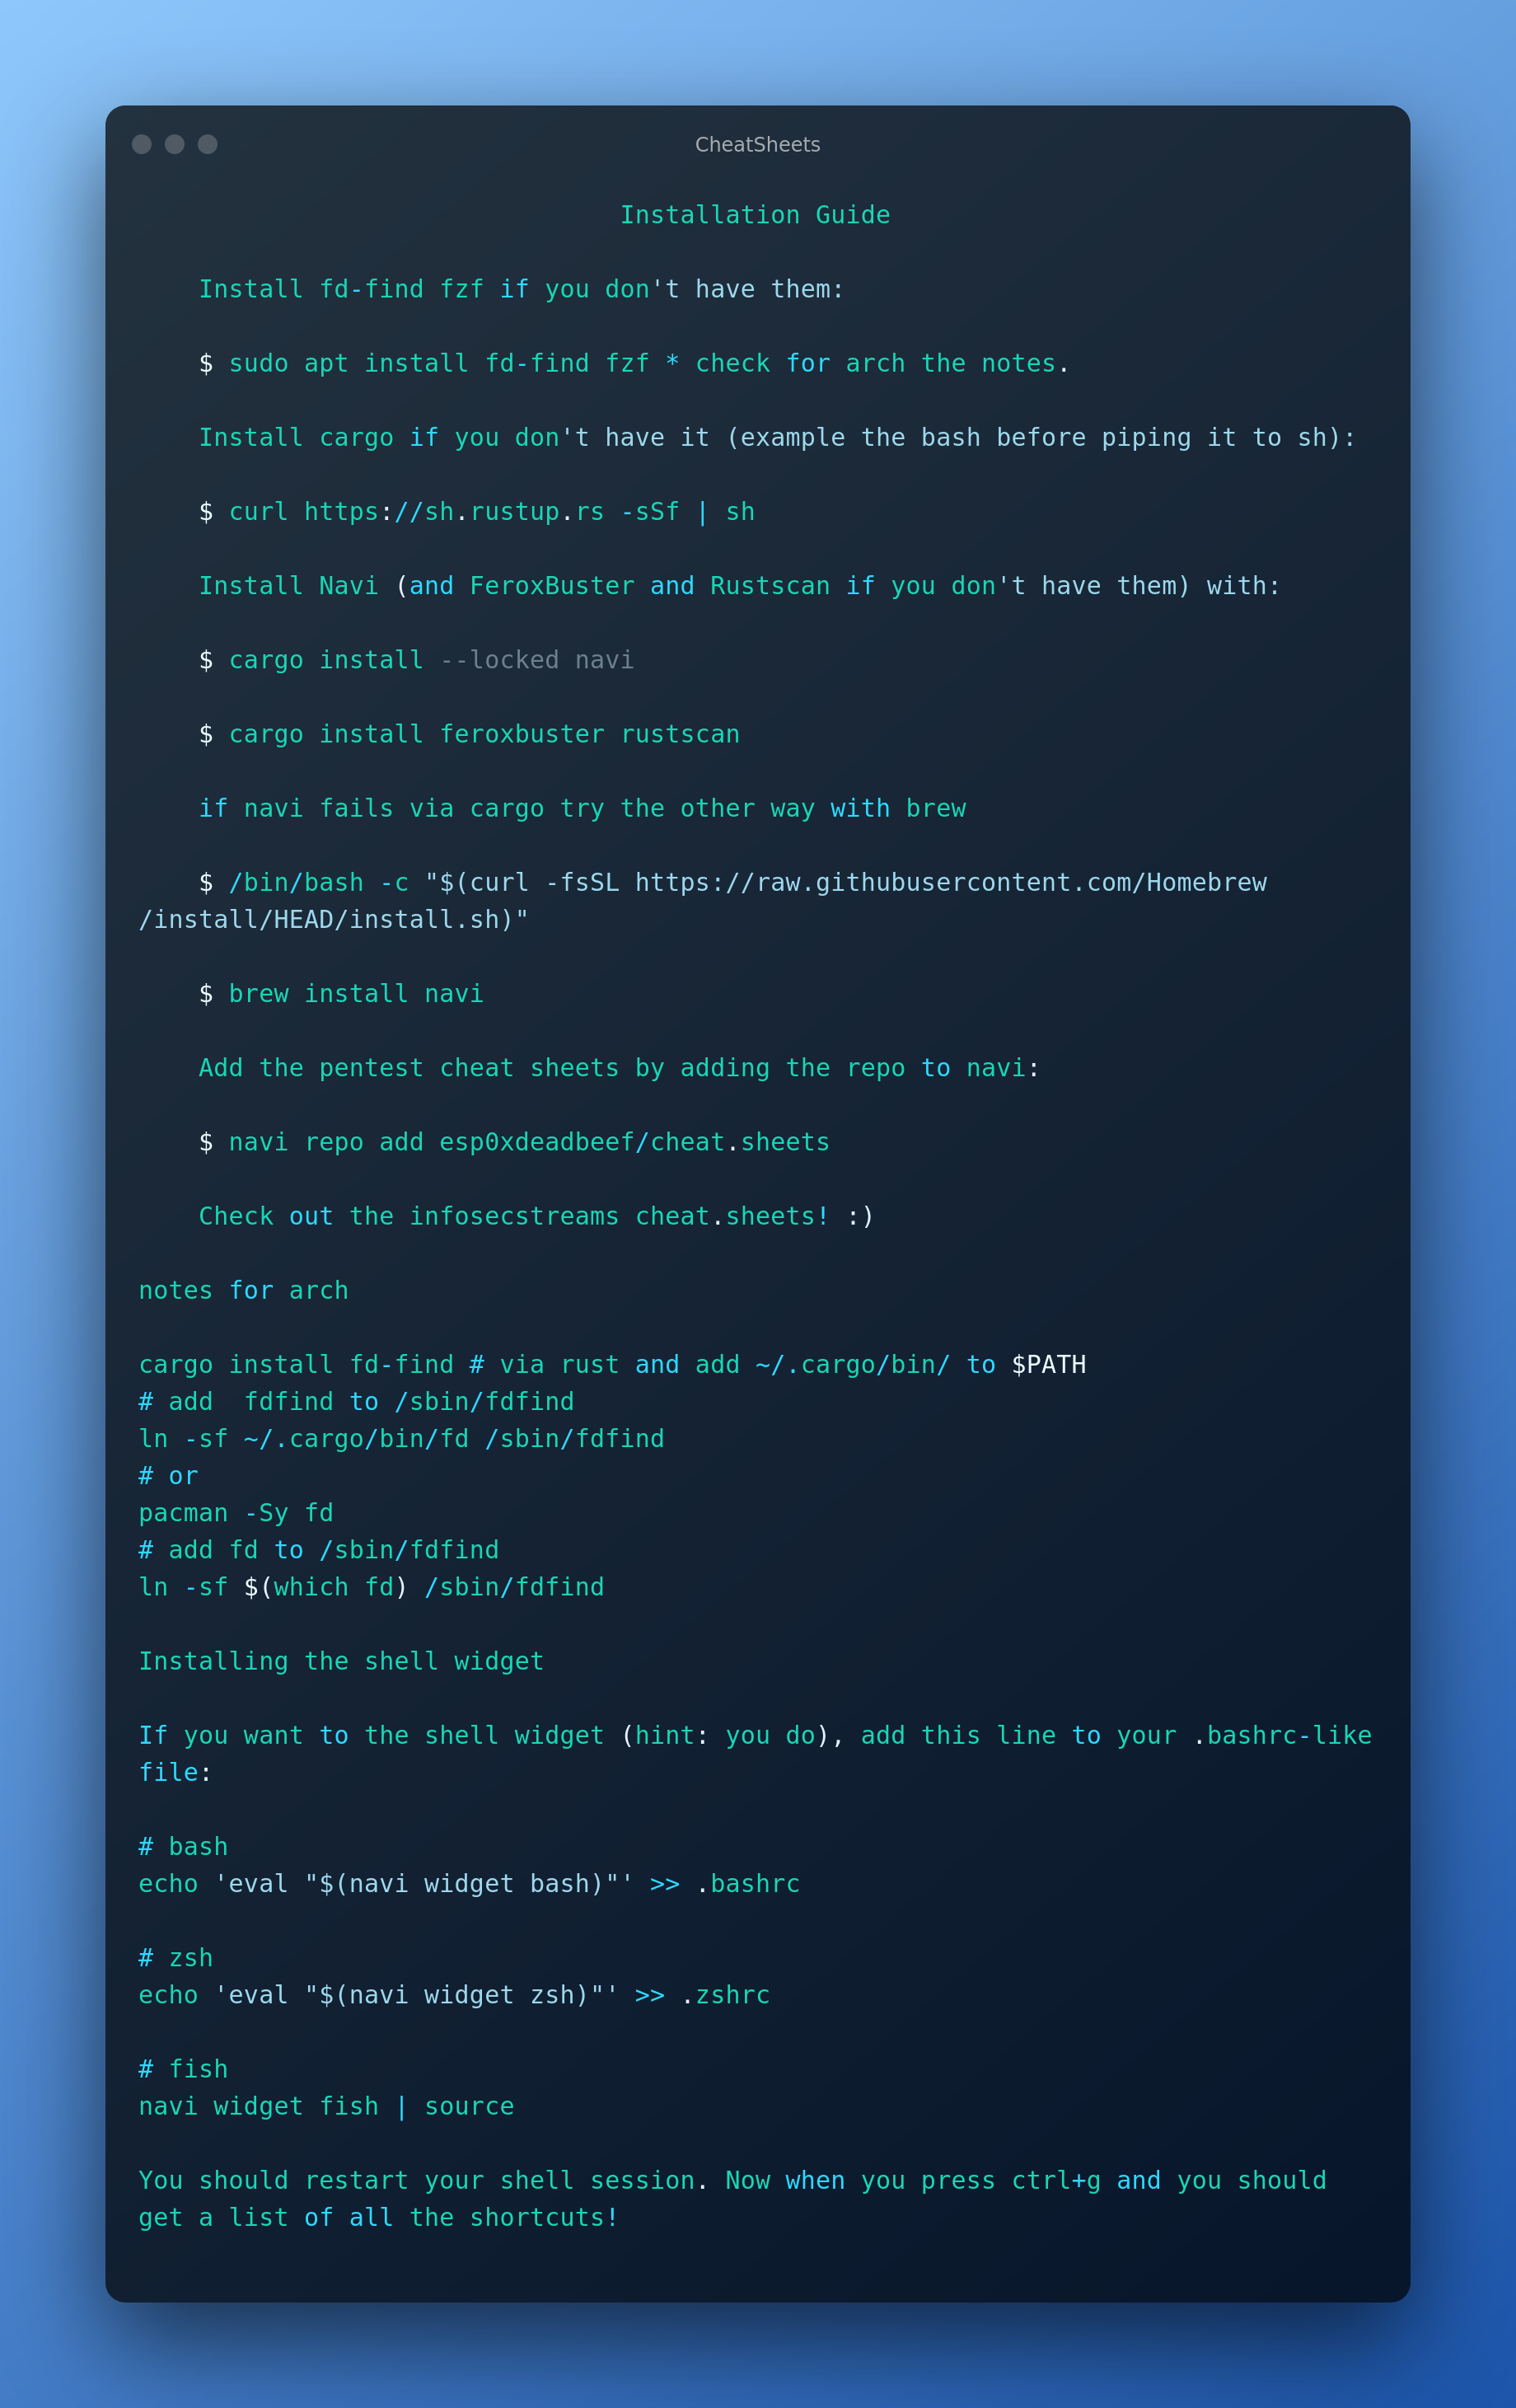 CheatSheets
Installation Guide
Install fd-find fzf if you don't have them:
$ sudo apt install fd-find fzf * check for arch the notes.
Install cargo if you don't have it (example the bash before piping it to sh):
$ curl https://sh.rustup.rs -sSf | sh
Install Navi (and FeroxBuster and Rustscan if you don't have them) with:
$ cargo install --locked navi
$ cargo install feroxbuster rustscan
if navi fails via cargo try the other way with brew
$ /bin/bash -c "$(curl -fsSL https://raw.githubusercontent.com/Homebrew
/install/HEAD/install.sh)"
$ brew install navi
Add the pentest cheat sheets by adding the repo to navi:
$ navi repo add esp0xdeadbeef/cheat.sheets
Check out the infosecstreams cheat.sheets! :)
notes for arch
cargo install fd-find # via rust and add ~/.cargo/bin/ to $PATH
# add  fdfind to /sbin/fdfind
ln -sf ~/.cargo/bin/fd /sbin/fdfind
# or
pacman -Sy fd
# add fd to /sbin/fdfind
ln -sf $(which fd) /sbin/fdfind
Installing the shell widget
If you want to the shell widget (hint: you do), add this line to your .bashrc-like
file:
# bash
echo 'eval "$(navi widget bash)"' >> .bashrc
# zsh
echo 'eval "$(navi widget zsh)"' >> .zshrc
# fish
navi widget fish | source
You should restart your shell session. Now when you press ctrl+g and you should
get a list of all the shortcuts!